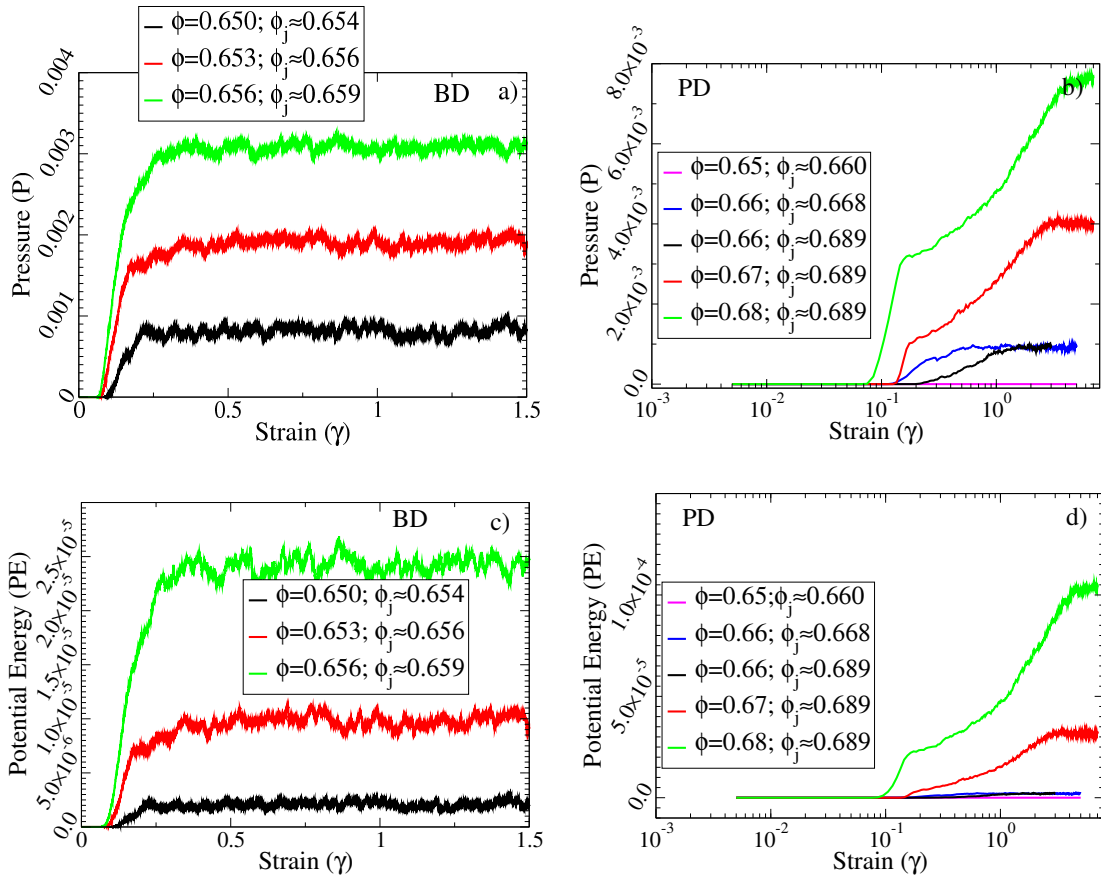 φ=0.650; φj≈0.654
φ=0.653; φj≈0.656
φ=0.656; φj≈0.659
BD
a)
0.004
0.003
0.002
0.001
0
Pressure (P)
0
0.5
1
1.5
Strain (γ)
PD
b)
8.0×10-3
6.0×10-3
4.0×10-3
2.0×10-3
0.0
Pressure (P)
φ=0.65; φj≈0.660
φ=0.66; φj≈0.668
φ=0.66; φj≈0.689
φ=0.67; φj≈0.689
φ=0.68; φj≈0.689
10-3
10-2
10-1
100
Strain (γ)
BD
c)
2.5×10-5
2.0×10-5
1.5×10-5
1.0×10-5
5.0×10-6
0.0
Potential Energy (PE)
φ=0.650; φj≈0.654
φ=0.653; φj≈0.656
φ=0.656; φj≈0.659
0
0.5
1
1.5
Strain (γ)
PD
d)
1.0×10-4
5.0×10-5
0.0
Potential Energy (PE)
φ=0.65;φj≈0.660
φ=0.66; φj≈0.668
φ=0.66; φj≈0.689
φ=0.67; φj≈0.689
φ=0.68; φj≈0.689
10-3
10-2
10-1
100
Strain (γ)